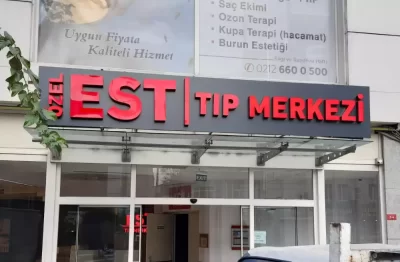 Uygun Fiyata
Kaliteli Hizmet
• Saç Ekimi
• Ozon Terapi
• Kupa Terapi (hacamat)
• Burun Estetiği
0212 660 0 500
ÖZEL EST TIP MERKEZİ
EST